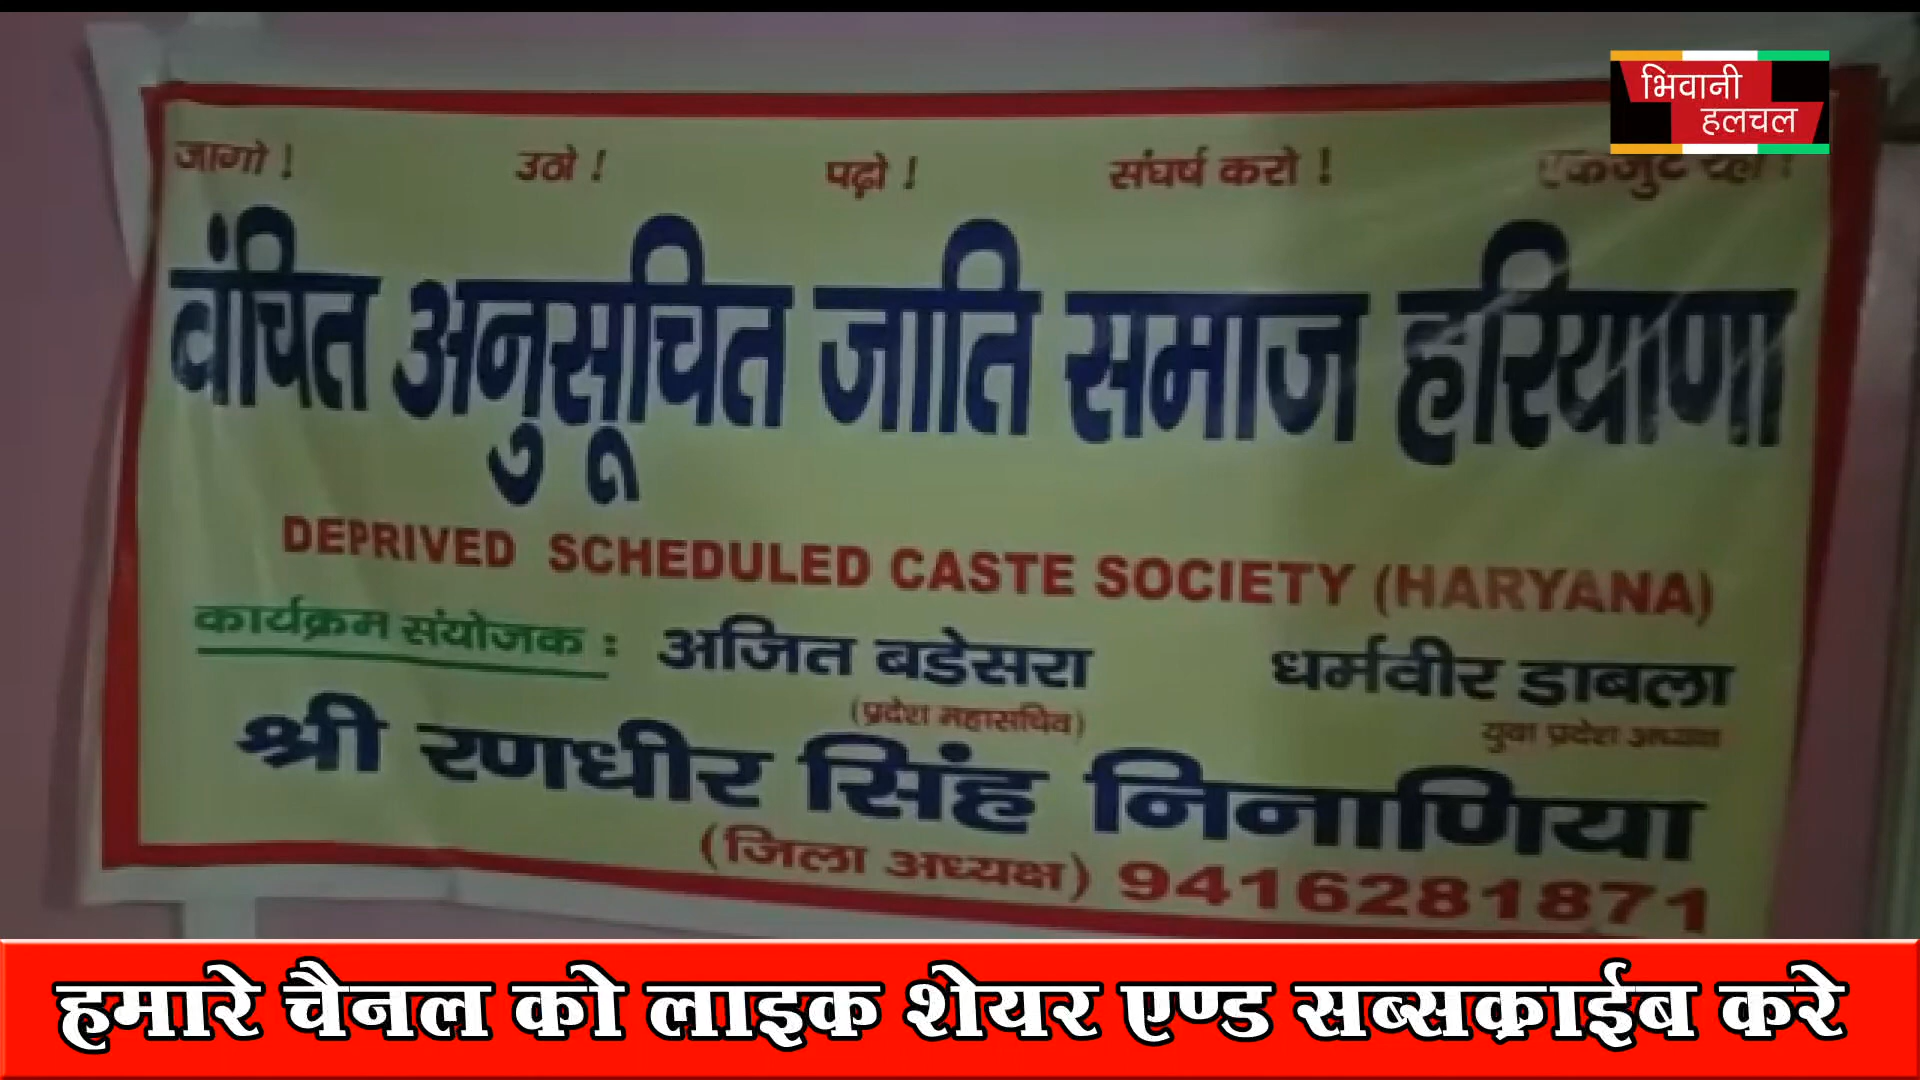 भिवानी
हलचल
जागो ! उठो ! पढ़ो ! संघर्ष करो ! एकजुट रहो !
वंचित अनुसूचित जाति समाज हरियाणा
DEPRIVED SCHEDULED CASTE SOCIETY (HARYANA)
कार्यक्रम संयोजक : अजित बडेसरा धर्मवीर डाबला
(प्रदेश महासचिव) युवा प्रदेश अध्यक्ष
श्री रणधीर सिंह निनाणिया
(जिला अध्यक्ष) 9416281871
हमारे चैनल को लाइक शेयर एण्ड सब्सक्राईब करे